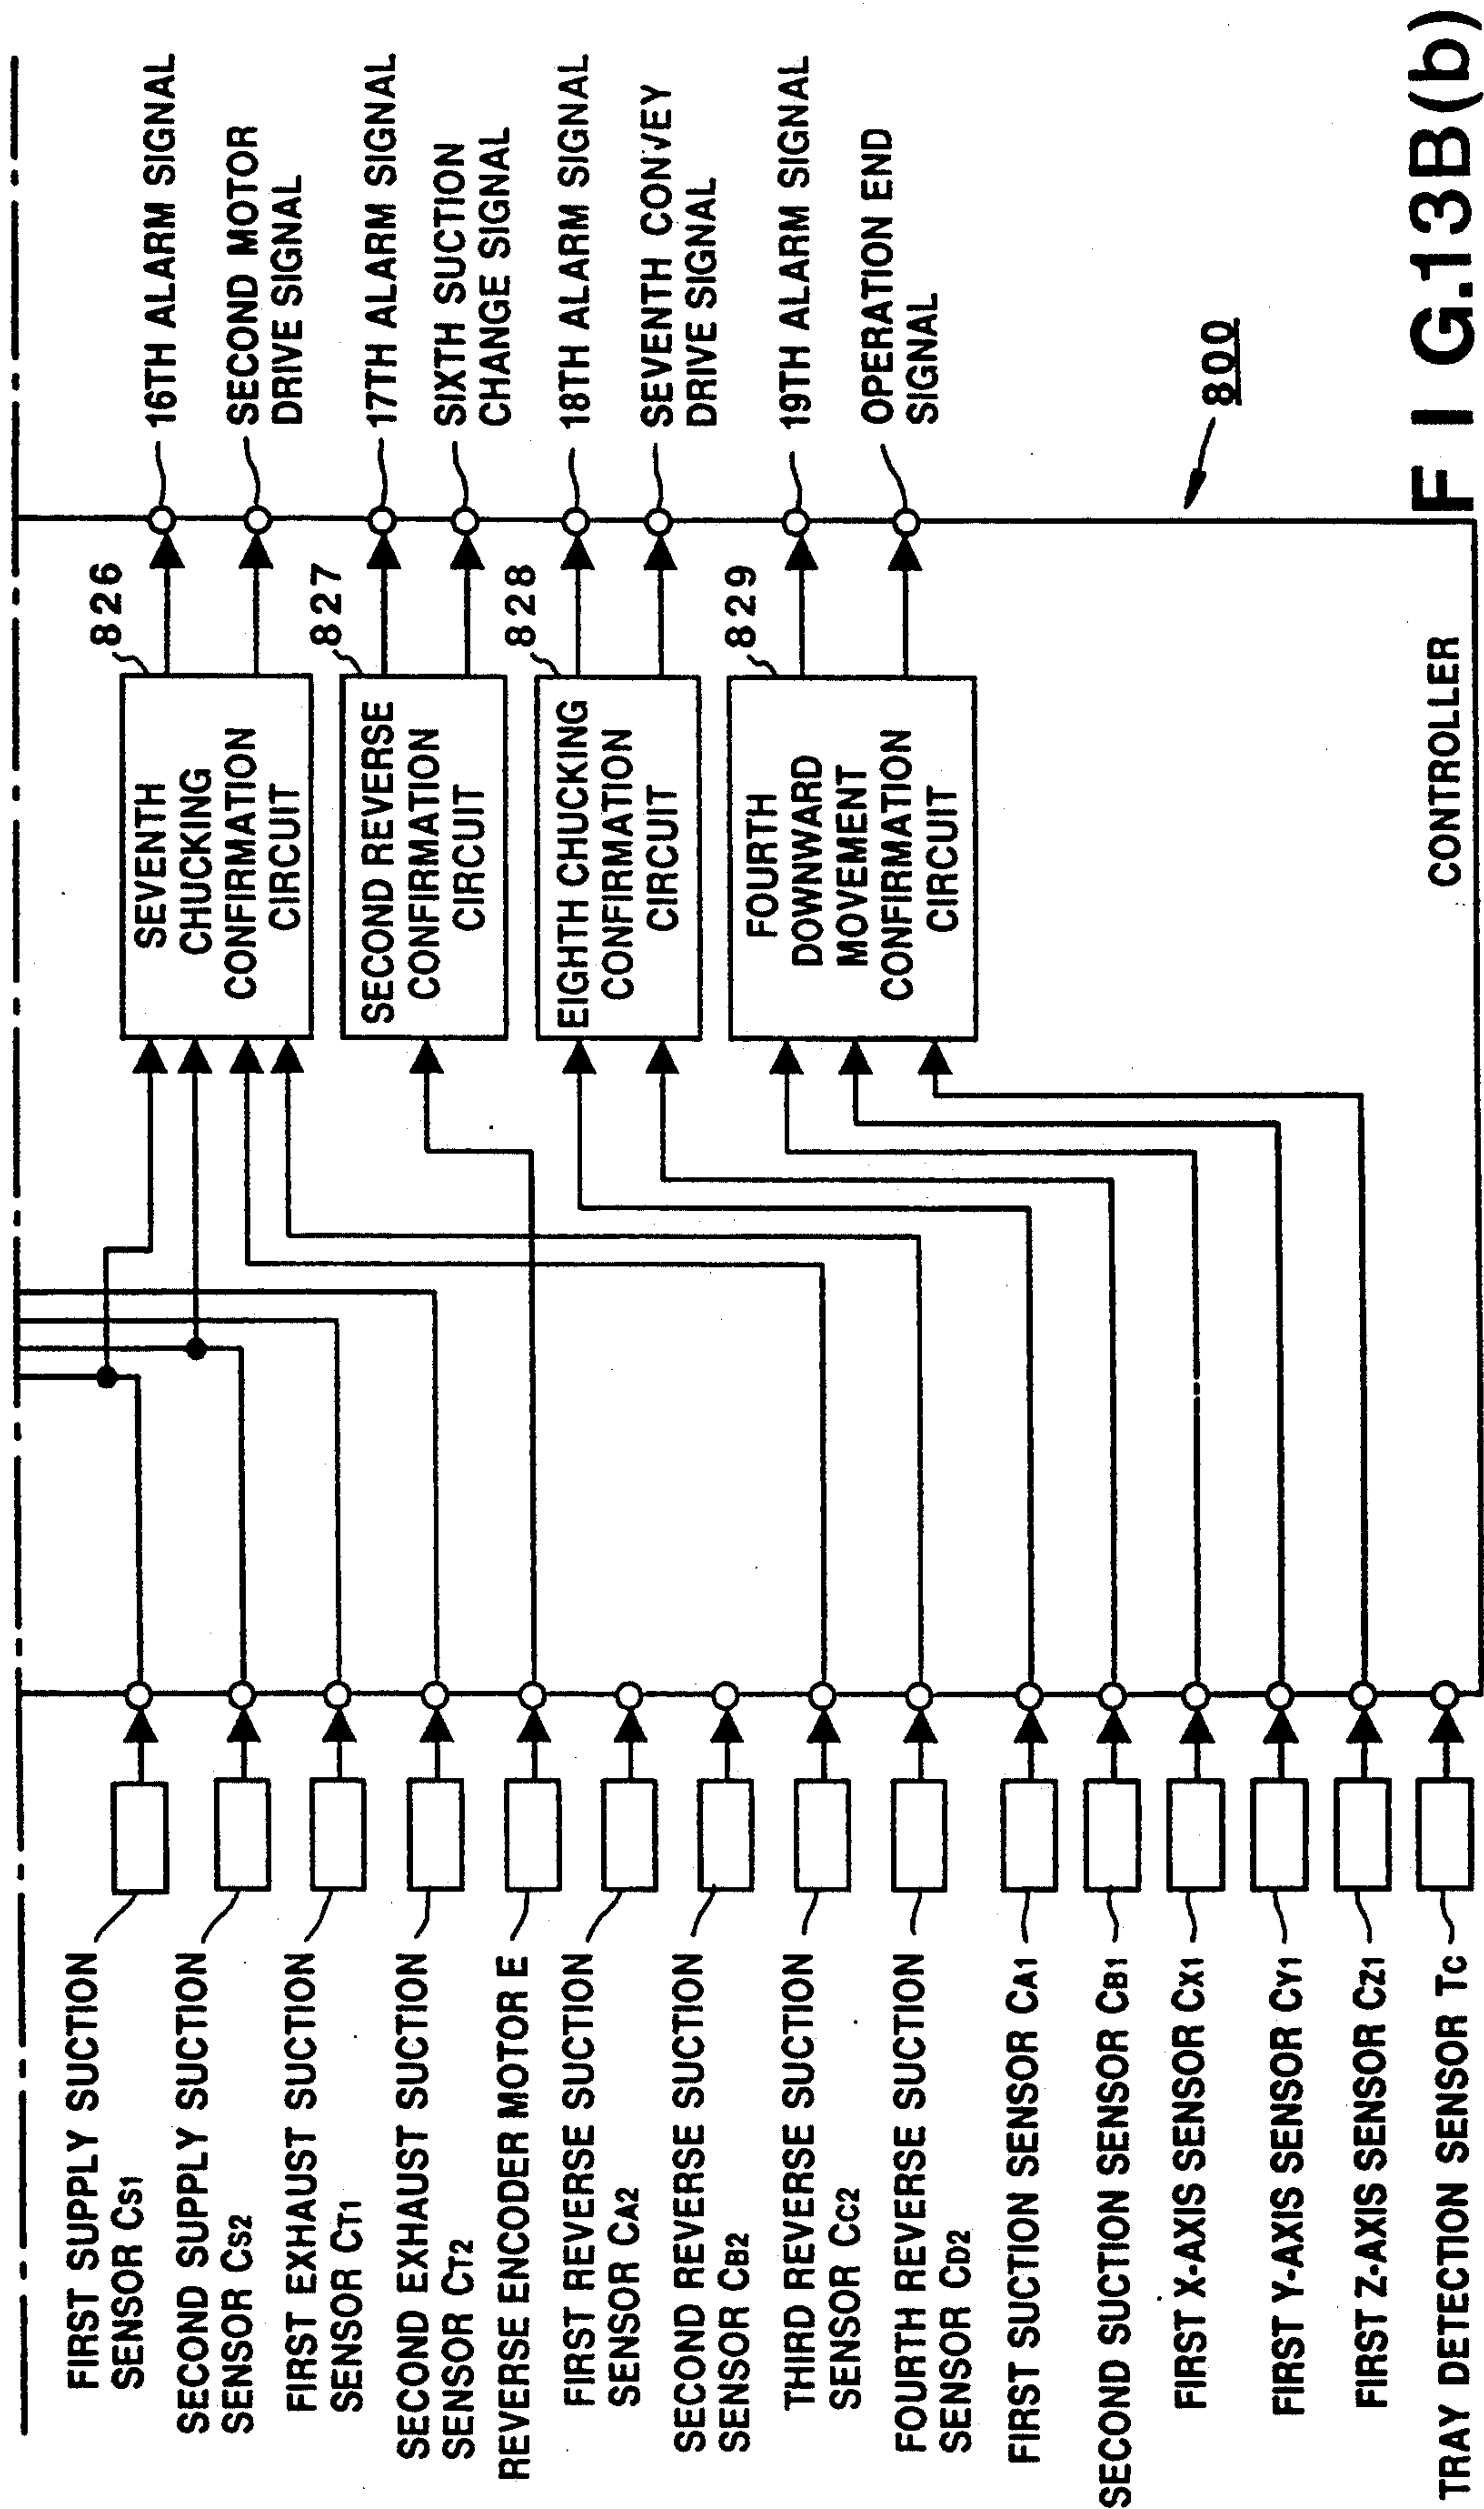 FIRST SUPPLY SUCTION
SENSOR CS1
SECOND SUPPLY SUCTION
SENSOR CS2
FIRST EXHAUST SUCTION
SENSOR CT1
SECOND EXHAUST SUCTION
SENSOR CT2
REVERSE ENCODER MOTOR E
FIRST REVERSE SUCTION
SENSOR CA2
SECOND REVERSE SUCTION
SENSOR CB2
THIRD REVERSE SUCTION
SENSOR CC2
FOURTH REVERSE SUCTION
SENSOR CD2
FIRST SUCTION SENSOR CA1
SECOND SUCTION SENSOR CB1
FIRST X-AXIS SENSOR CX1
FIRST Y-AXIS SENSOR CY1
FIRST Z-AXIS SENSOR CZ1
TRAY DETECTION SENSOR TC
826
SEVENTH
CHUCKING
CONFIRMATION
CIRCUIT
827
SECOND REVERSE
CONFIRMATION
CIRCUIT
828
EIGHTH CHUCKING
CONFIRMATION
CIRCUIT
829
FOURTH
DOWNWARD
MOVEMENT
CONFIRMATION
CIRCUIT
CONTROLLER
16TH ALARM SIGNAL
SECOND MOTOR
DRIVE SIGNAL
17TH ALARM SIGNAL
SIXTH SUCTION
CHANGE SIGNAL
18TH ALARM SIGNAL
SEVENTH CONVEY
DRIVE SIGNAL
19TH ALARM SIGNAL
OPERATION END
SIGNAL
800
FIG.13B(b)